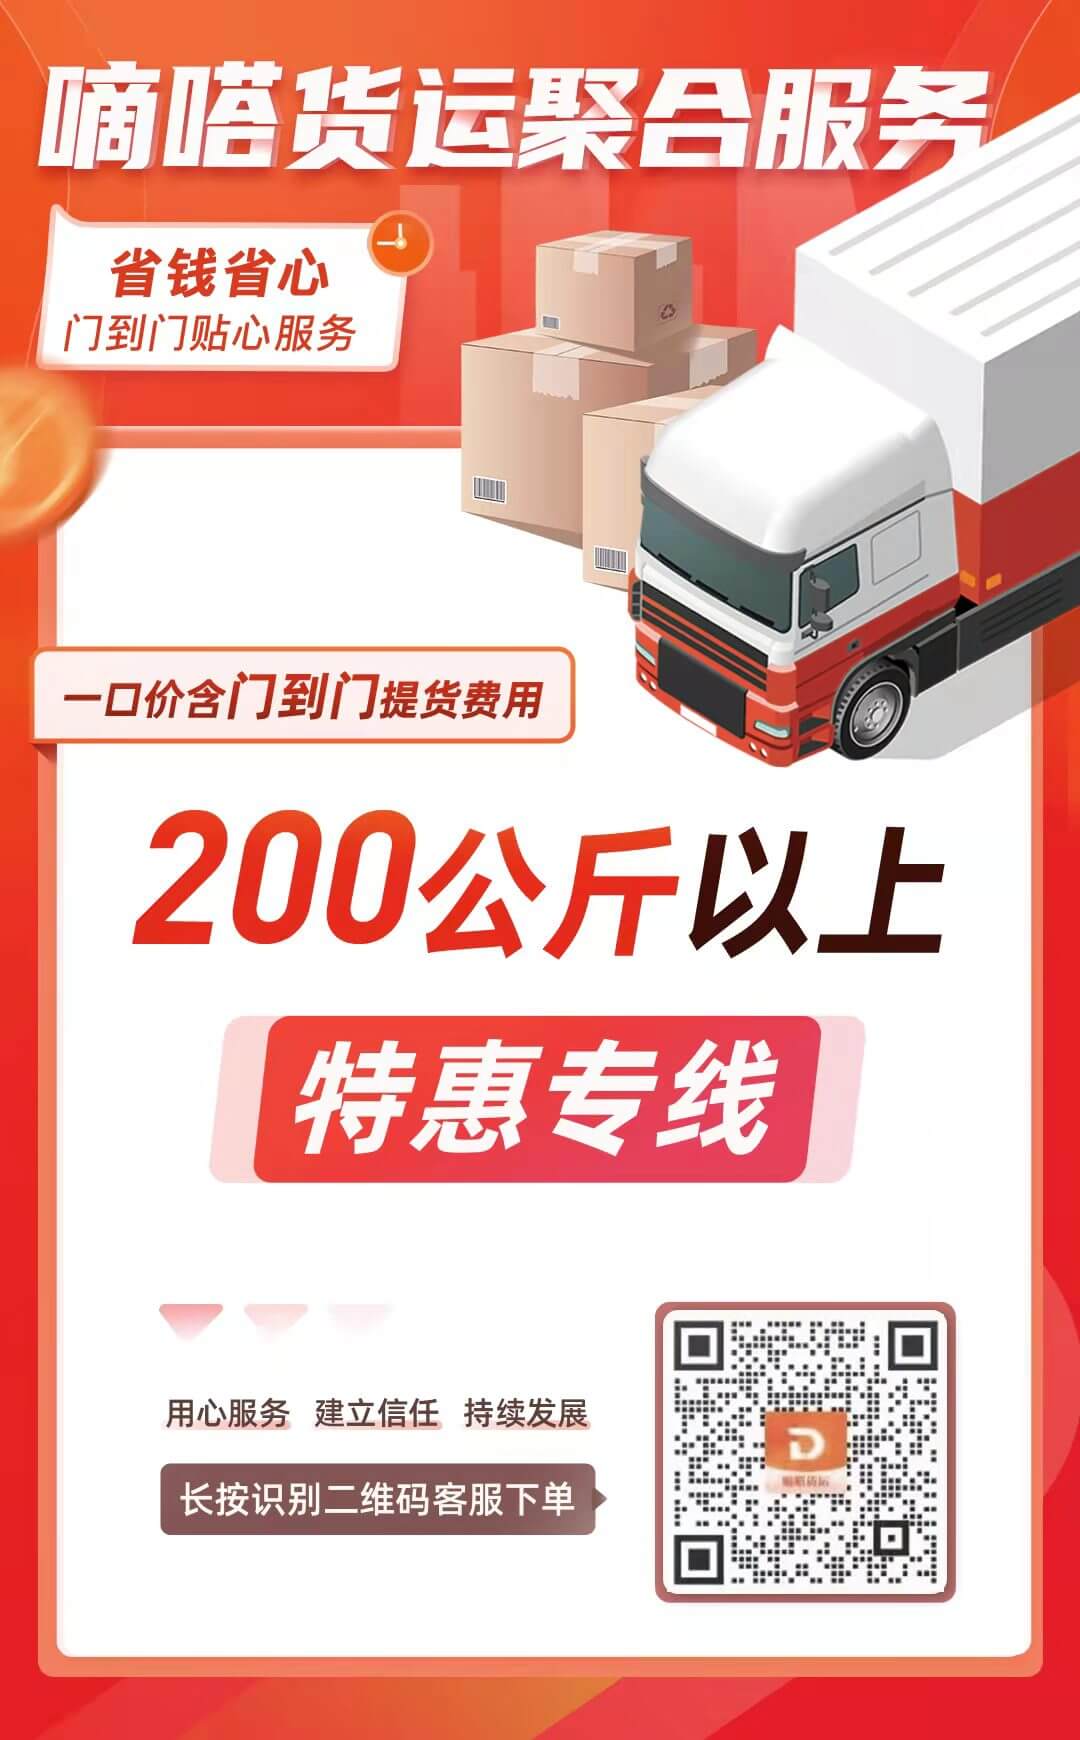 嘀嗒货运聚合服务
省钱省心
门到门贴心服务
一口价含门到门提货费用
200公斤以上
特惠专线
用心服务 建立信任 持续发展
长按识别二维码客服下单